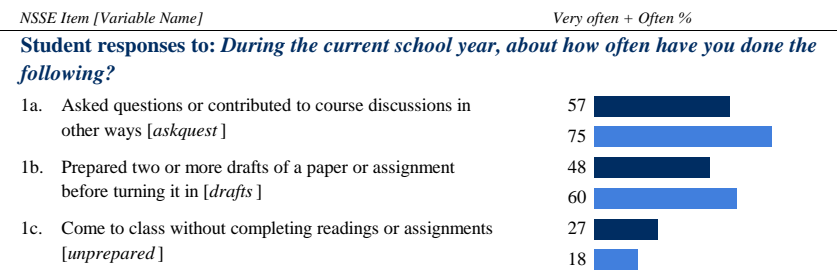 NSSE Item [Variable Name] Very often + Often %
Student responses to: During the current school year, about how often have you done the
following?
1a. Asked questions or contributed to course discussions in 57
other ways [askquest ] 75
1b. Prepared two or more drafts of a paper or assignment 48
before turning it in [drafts ] 60
1c. Come to class without completing readings or assignments 27
[unprepared ] 18